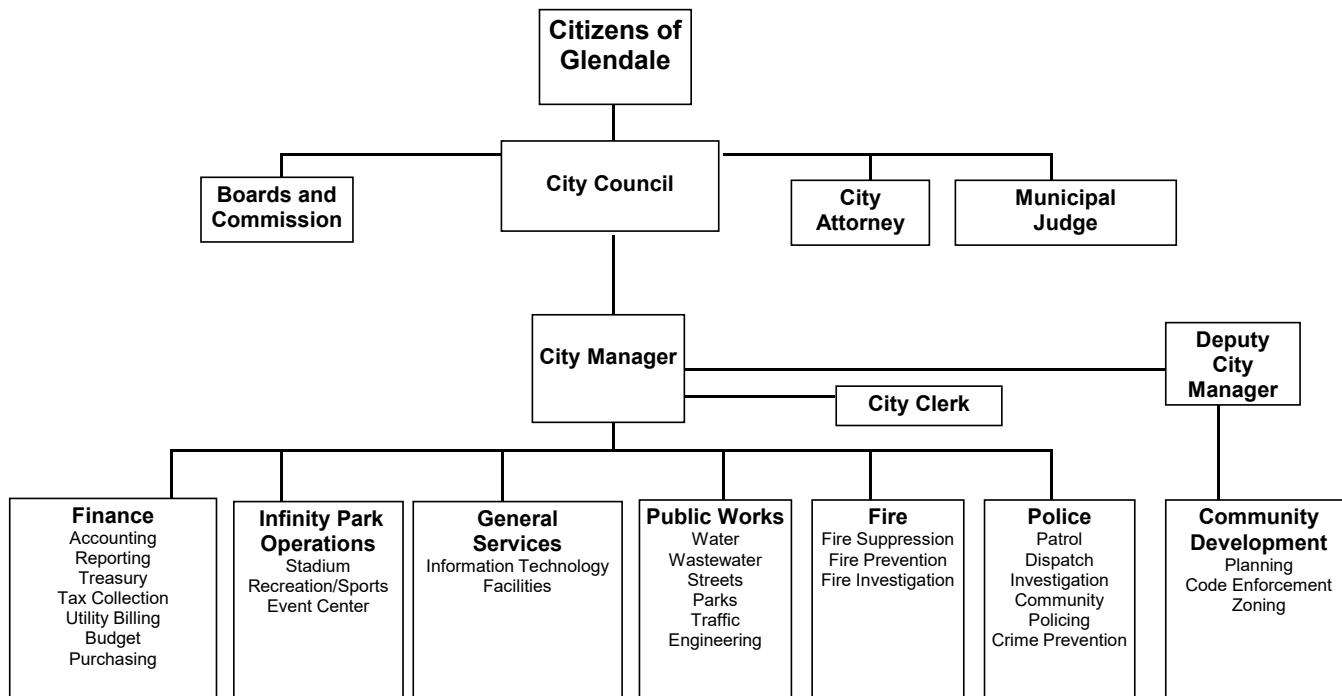 Citizens of
Glendale
City Council
Boards and
Commission
City
Attorney
Municipal
Judge
City Manager
Deputy
City
Manager
City Clerk
Finance
Accounting
Reporting
Treasury
Tax Collection
Utility Billing
Budget
Purchasing
Infinity Park
Operations
Stadium
Recreation/Sports
Event Center
General
Services
Information Technology
Facilities
Public Works
Water
Wastewater
Streets
Parks
Traffic
Engineering
Fire
Fire Suppression
Fire Prevention
Fire Investigation
Police
Patrol
Dispatch
Investigation
Community
Policing
Crime Prevention
Community
Development
Planning
Code Enforcement
Zoning